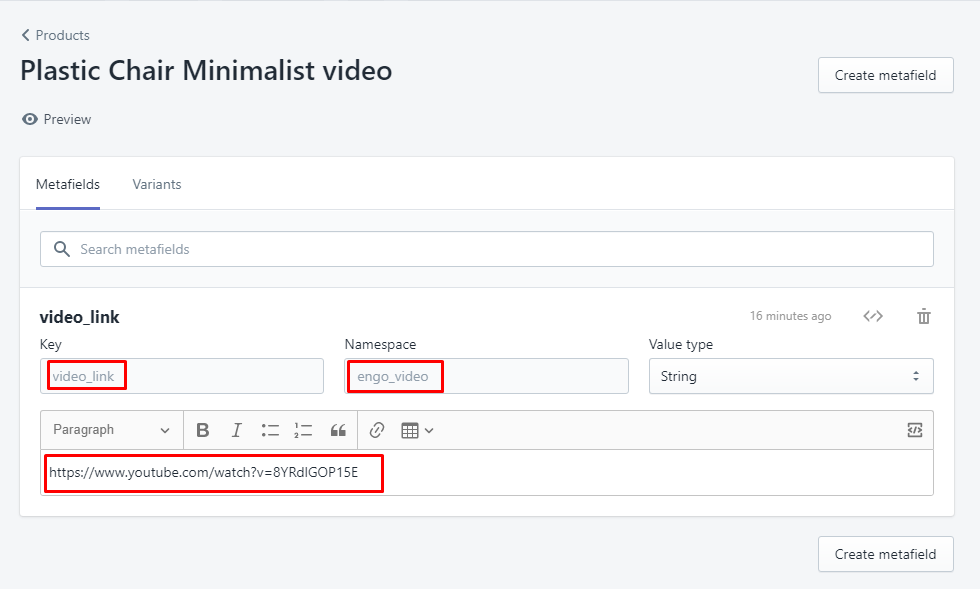 Products
Plastic Chair Minimalist video
Create metafield
Preview
Metafields Variants
Search metafields
video_link 16 minutes ago
Key Namespace Value type
video_link engo_video String
Paragraph B I
https://www.youtube.com/watch?v=8YRdIGOP15E
Create metafield